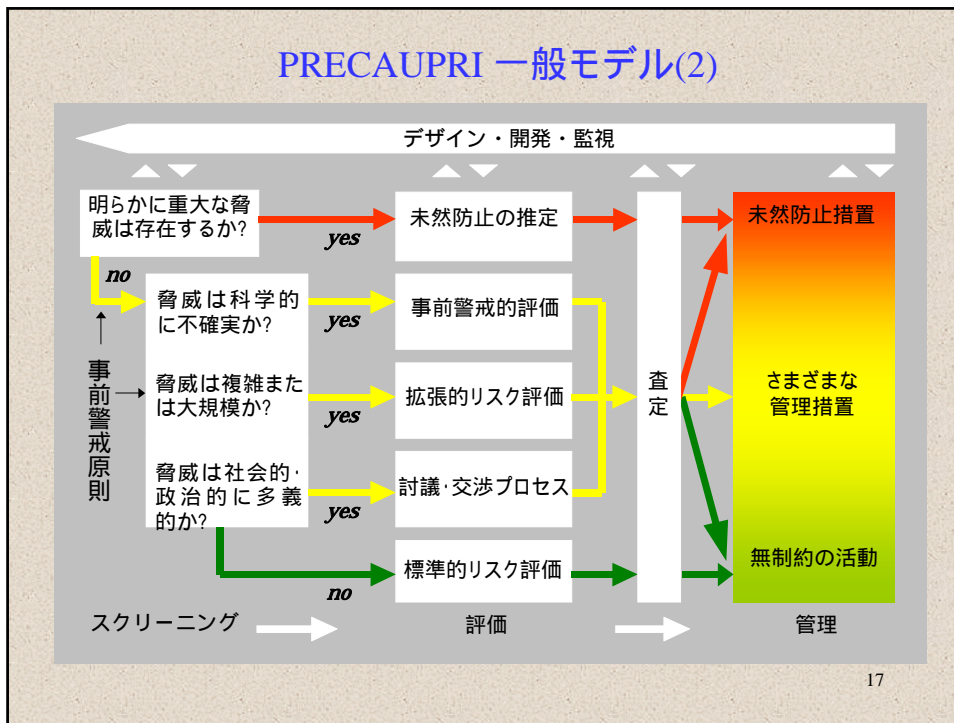 PRECAUPRI 一般モデル(2)
デザイン・開発・監視
明らかに重大な脅
威は存在するか?
yes
未然防止の推定
未然防止措置
no
脅威は科学的
に不確実か?
yes
事前警戒的評価
事前警戒原則
脅威は複雑また
は大規模か?
yes
拡張的リスク評価
査定
さまざまな
管理措置
脅威は社会的・
政治的に多義
的か?
yes
討議・交渉プロセス
no
標準的リスク評価
無制約の活動
スクリーニング
評価
管理
17